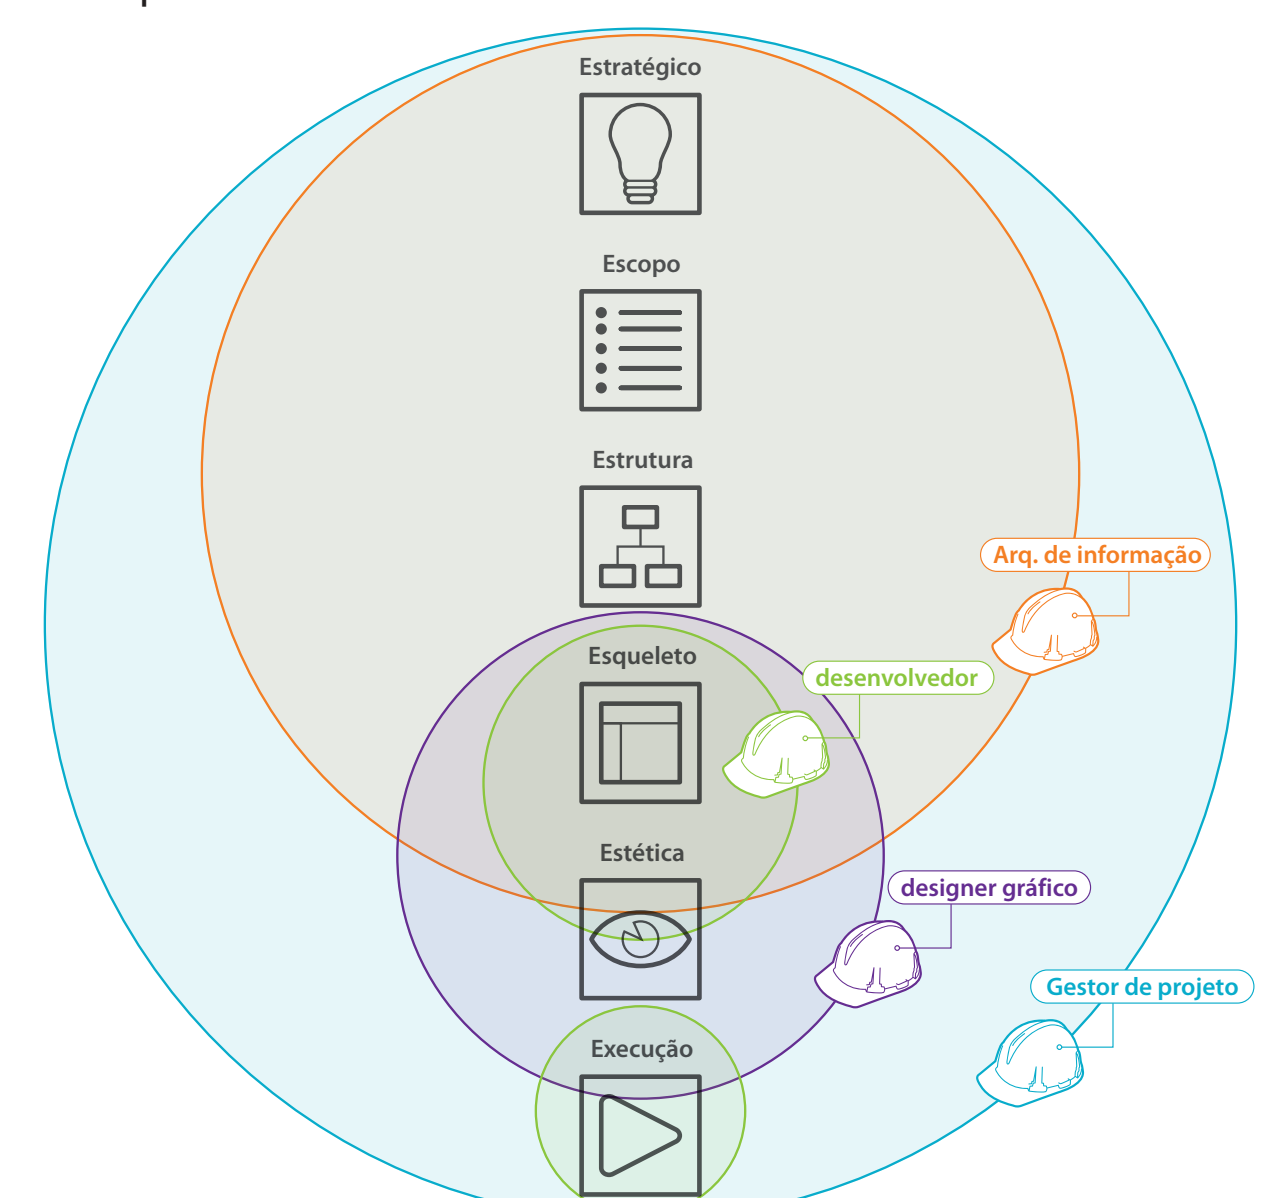 Estratégico
Escopo
Estrutura
Arq. de informação
Esqueleto
desenvolvedor
Estética
designer gráfico
Gestor de projeto
Execução